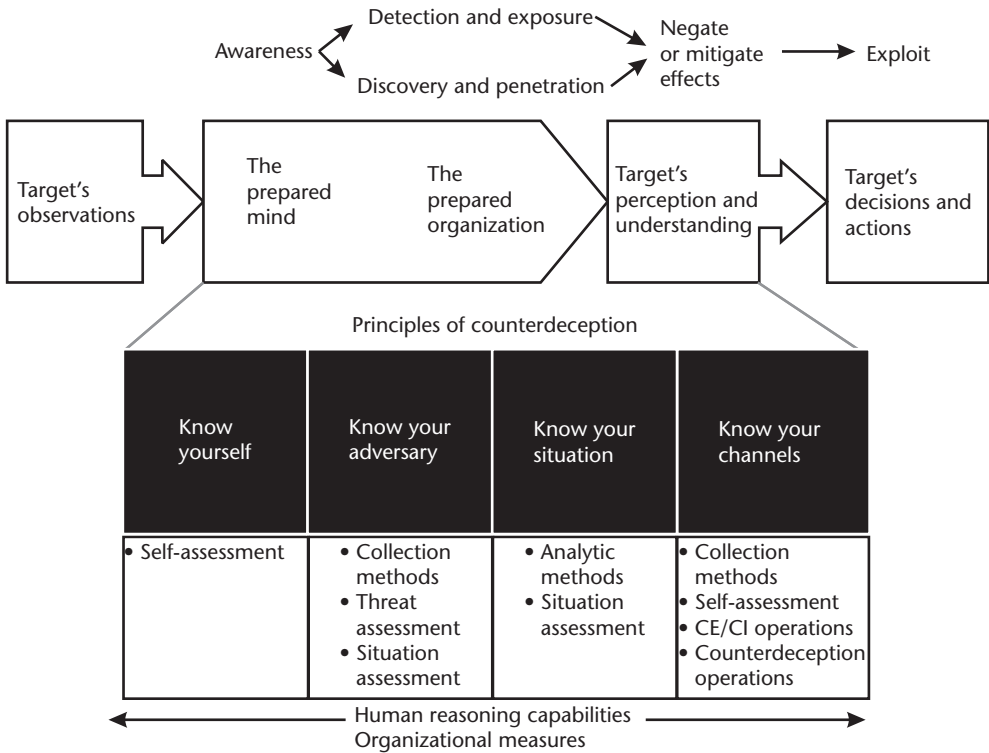 Detection and exposure
Awareness
Discovery and penetration
Negate
or mitigate
effects
Exploit
Target's
observations
The
prepared
mind
The
prepared
organization
Target's
perception and
understanding
Target's
decisions and
actions
Principles of counterdeception
Know
yourself
Know your
adversary
Know your
situation
Know your
channels
• Self-assessment
• Collection
methods
• Threat
assessment
• Situation
assessment
• Analytic
methods
• Situation
assessment
• Collection
methods
• Self-assessment
• CE/CI operations
• Counterdeception
operations
Human reasoning capabilities
Organizational measures